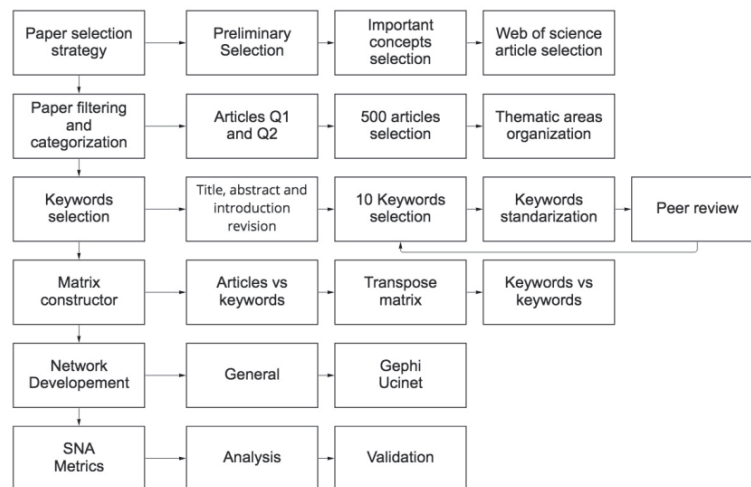 Paper selection
strategy
Preliminary
Selection
Important
concepts
selection
Web of science
article selection
Paper filtering
and
categorization
Articles Q1
and Q2
500 articles
selection
Thematic areas
organization
Keywords
selection
Title, abstract and
introduction
revision
10 Keywords
selection
Keywords
standarization
Peer review
Matrix
constructor
Articles vs
keywords
Transpose
matrix
Keywords vs
keywords
Network
Developement
General
Gephi
Ucinet
SNA
Metrics
Analysis
Validation